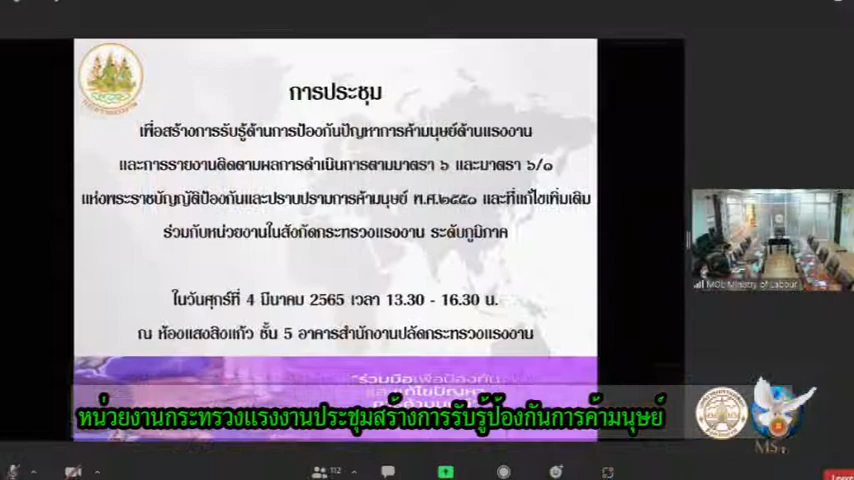 การประชุม
เพื่อสร้างการรับรู้ด้านการป้องกันปัญหาการค้ามนุษย์ด้านแรงงาน
และการรายงานติดตามผลการดำเนินการตามมาตรา ๖ และมาตรา ๖/๑
แห่งพระราชบัญญัติป้องกันและปราบปรามการค้ามนุษย์ พ.ศ.๒๕๕๑ และที่แก้ไขเพิ่มเติม
ร่วมกับหน่วยงานในสังกัดกระทรวงแรงงาน ระดับภูมิภาค
ในวันศุกร์ที่ 4 มีนาคม 2565 เวลา 13.30 - 16.30 น.
ณ ห้องแสงสิงแก้ว ชั้น 5 อาคารสำนักงานปลัดกระทรวงแรงงาน
MOL Ministry of Labour
"ร่วมมือเพื่อป้องกัน
หน่วยงานกระทรวงแรงงานประชุมสร้างการรับรู้ป้องกันการค้ามนุษย์
112
Leave